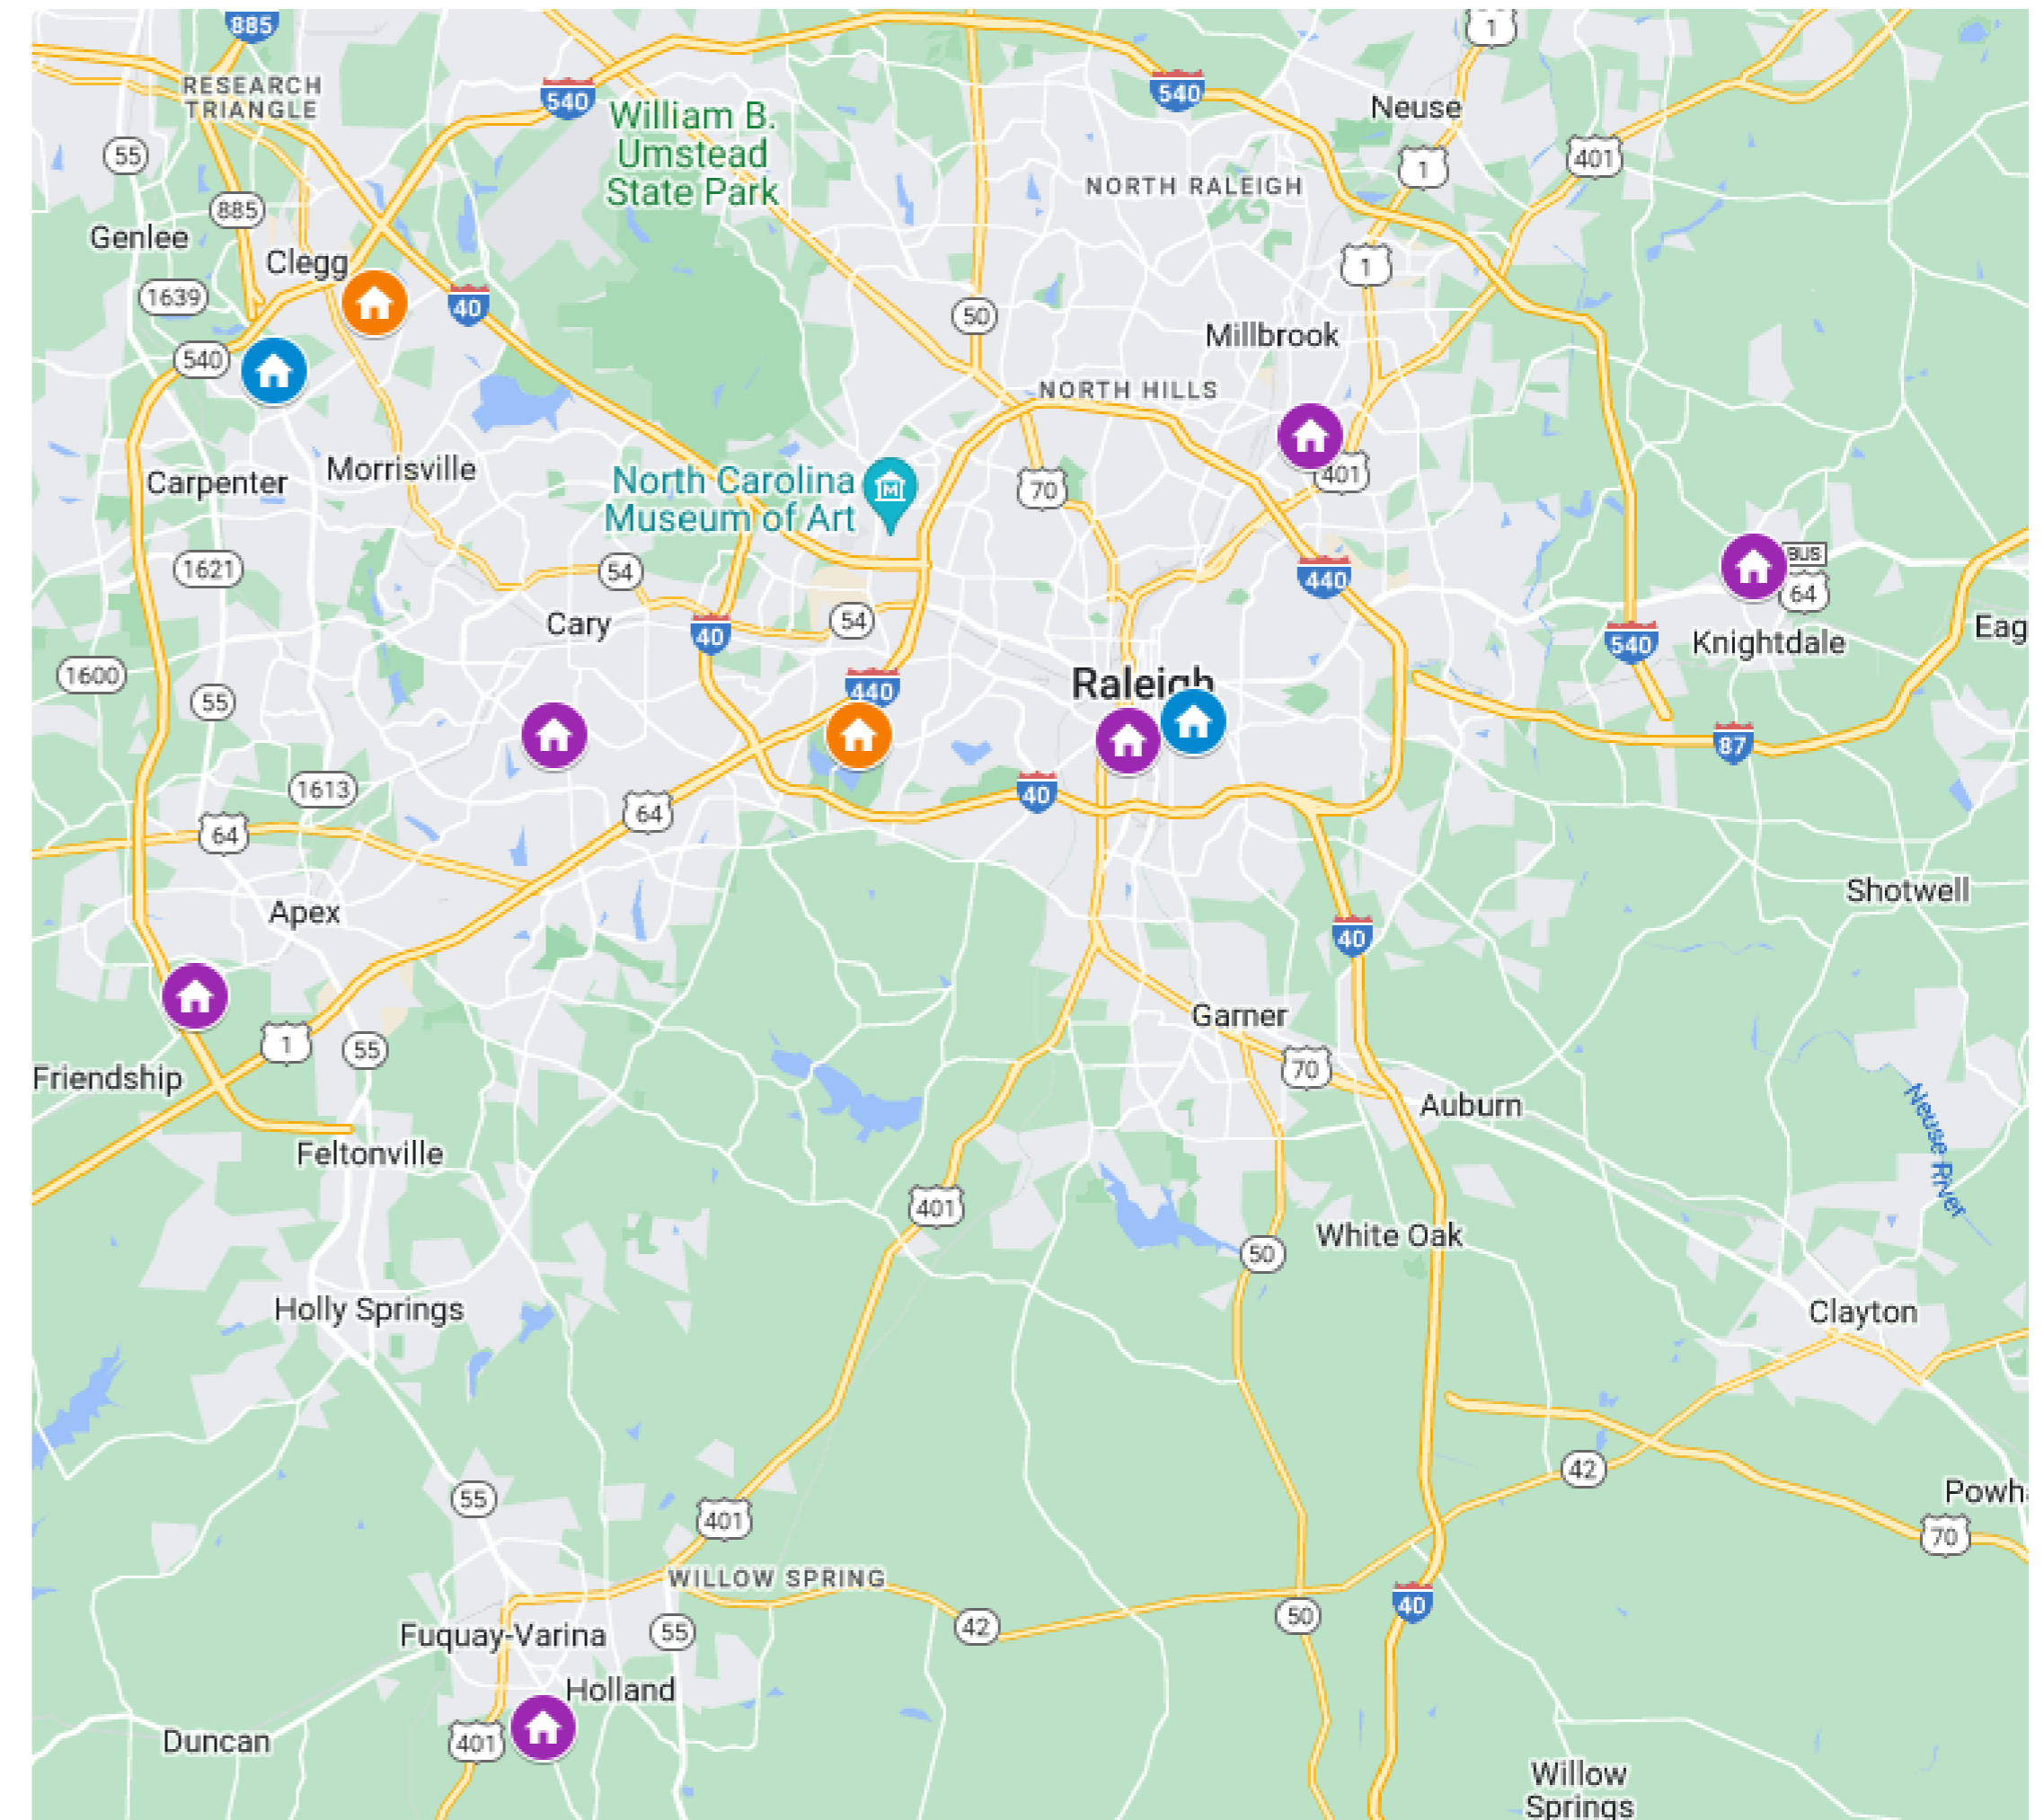 885
1
RESEARCH
TRIANGLE
540
540
Neuse
William B.
Umstead
State Park
55
401
1
NORTH RALEIGH
885
Genlee
Clegg
1
1639
40
50
Millbrook
540
NORTH HILLS
Morrisville
Carpenter
North Carolina
Museum of Art
M
70
401
BUS
64
1621
54
440
Cary
40
54
540
Knightdale
Eag
1600
55
440
Raleigh
87
1613
40
64
64
Shotwell
Apex
40
Garner
1
55
70
Friendship
Auburn
Feltonville
Neuse River
401
White Oak
50
Holly Springs
Clayton
42
55
Powh
401
70
WILLOW SPRING
40
50
42
Fuquay-Varina
55
Holland
Duncan
401
Willow
Springs